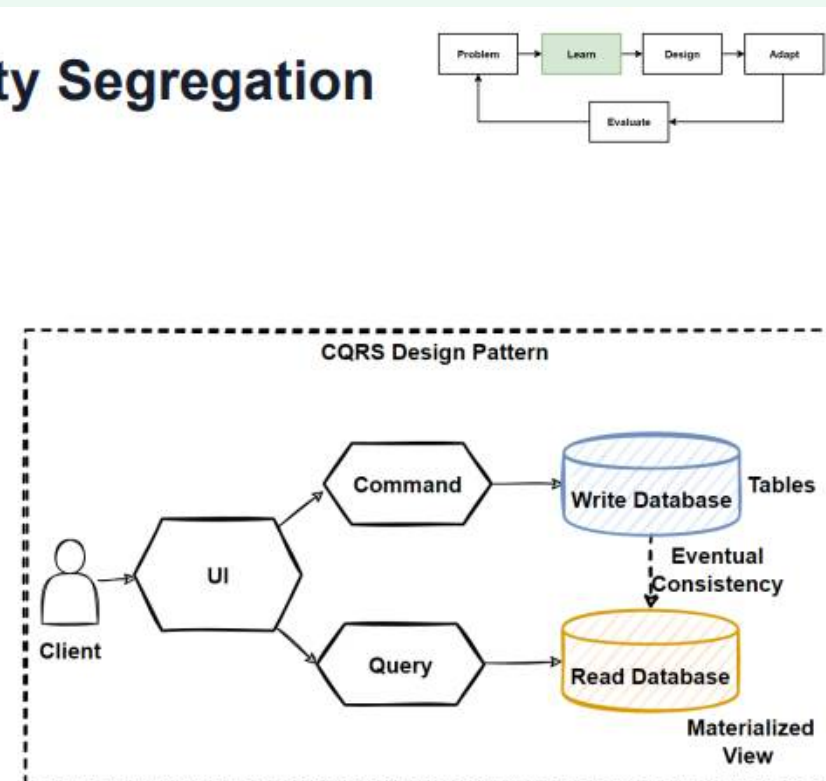 ty Segregation
Problem
Learn
Design
Adapt
Evaluate
CQRS Design Pattern
Command
Write Database
Tables
Eventual
Consistency
UI
Client
Query
Read Database
Materialized
View